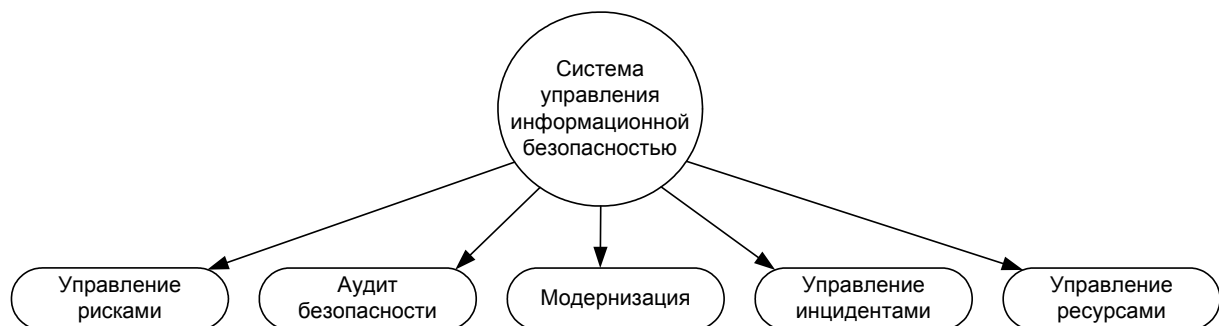 Система
управления
информационной
безопасностью
Управление
рисками
Аудит
безопасности
Модернизация
Управление
инцидентами
Управление
ресурсами